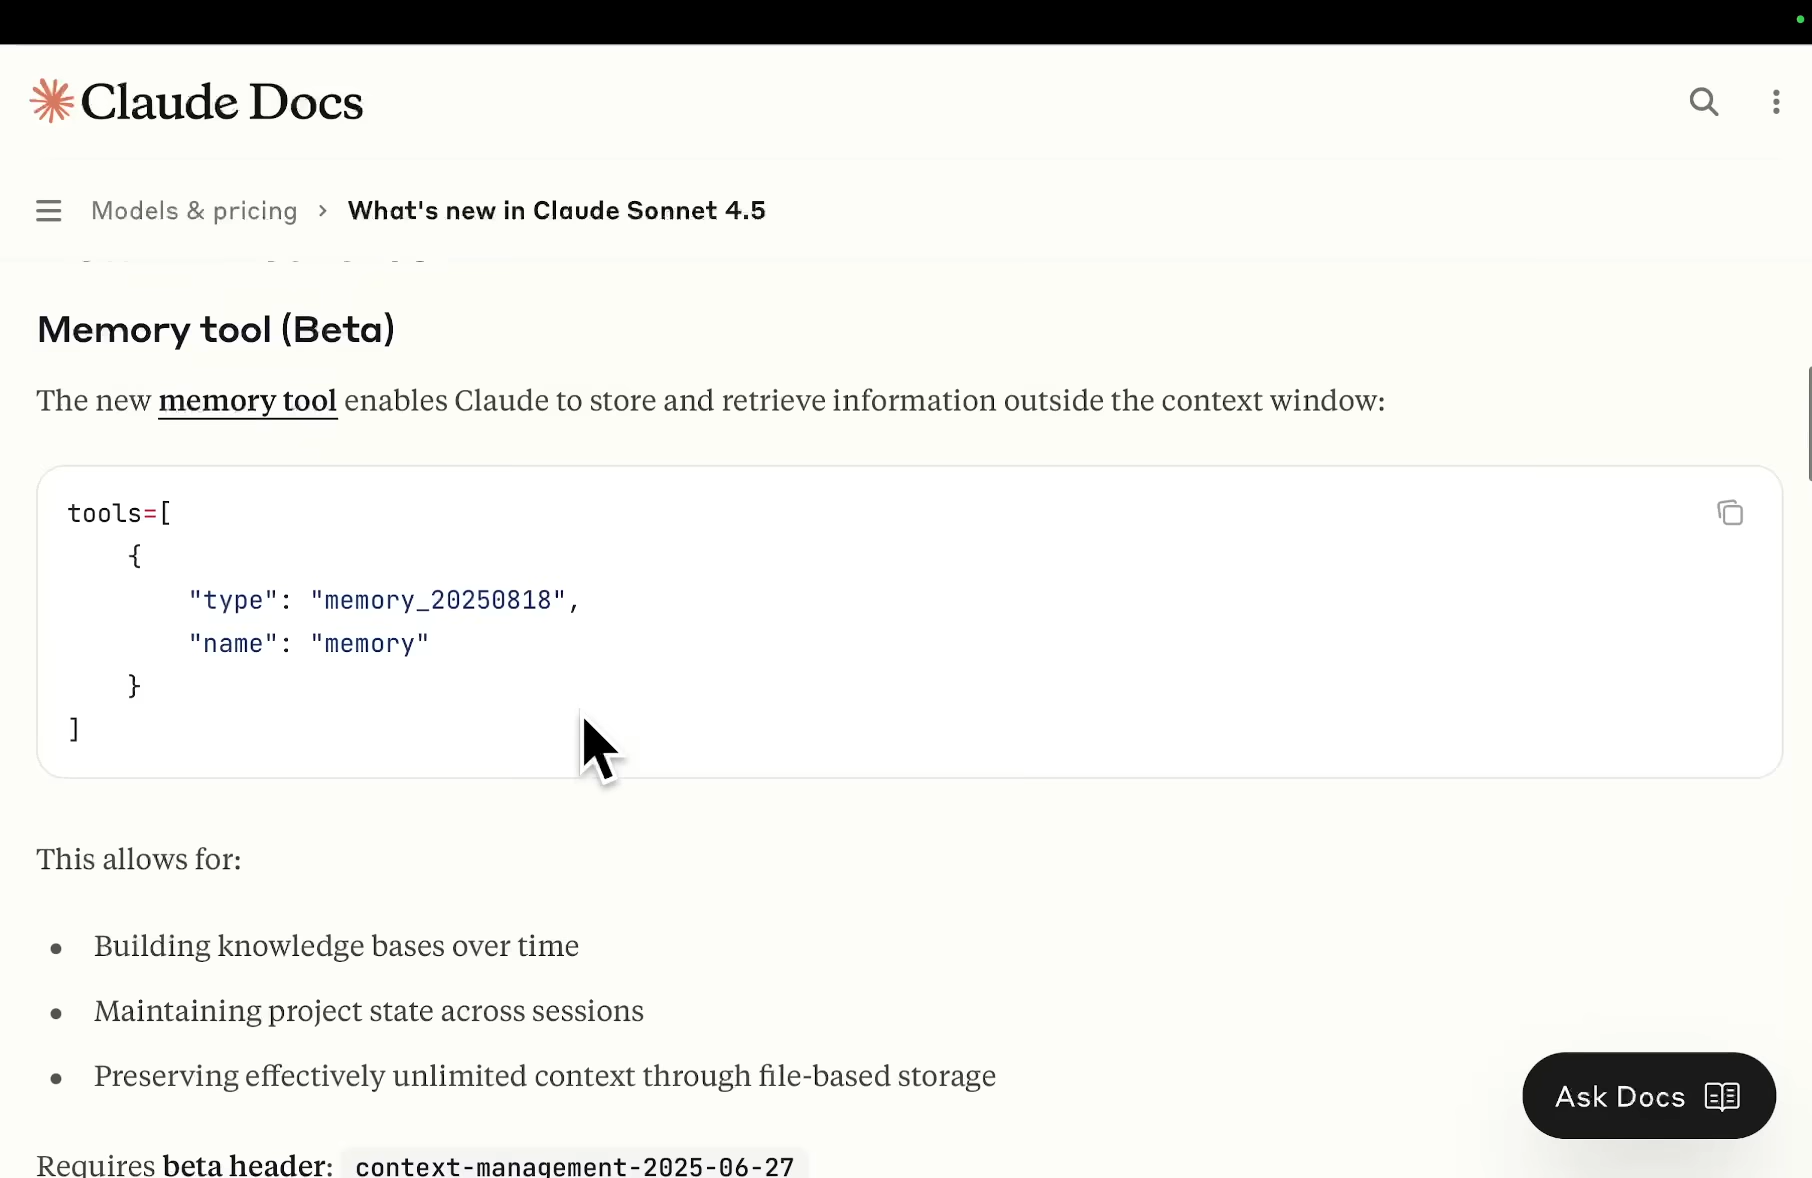 Claude Docs
Models & pricing > What's new in Claude Sonnet 4.5
Memory tool (Beta)
The new memory tool enables Claude to store and retrieve information outside the context window:
tools=[
    {
        "type": "memory_20250818",
        "name": "memory"
    }
]
This allows for:
• Building knowledge bases over time
• Maintaining project state across sessions
• Preserving effectively unlimited context through file-based storage
Ask Docs
Requires beta header: context-management-2025-06-27